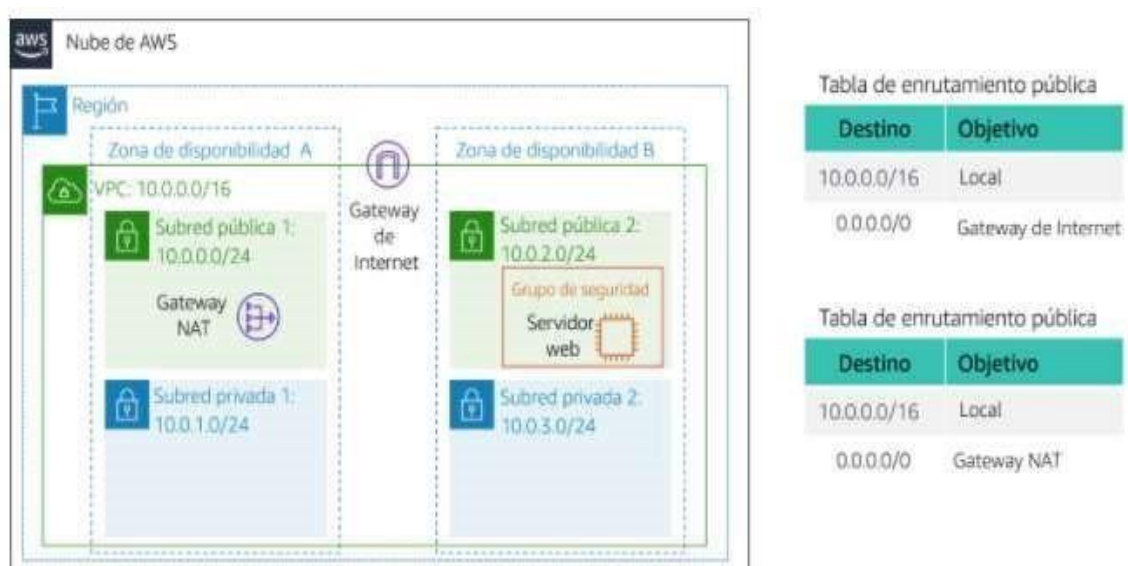 aws
Nube de AWS
Región
Zona de disponibilidad A
Zona de disponibilidad B
VPC: 10.0.0.0/16
Gateway
de
Internet
Subred pública 1:
10.0.0.0/24
Gateway
NAT
Subred pública 2:
10.0.2.0/24
Grupo de seguridad
Servidor
web
Subred privada 1:
10.0.1.0/24
Subred privada 2:
10.0.3.0/24
Tabla de enrutamiento pública
Destino Objetivo
10.0.0.0/16 Local
0.0.0.0/0 Gateway de Internet
Tabla de enrutamiento pública
Destino Objetivo
10.0.0.0/16 Local
0.0.0.0/0 Gateway NAT